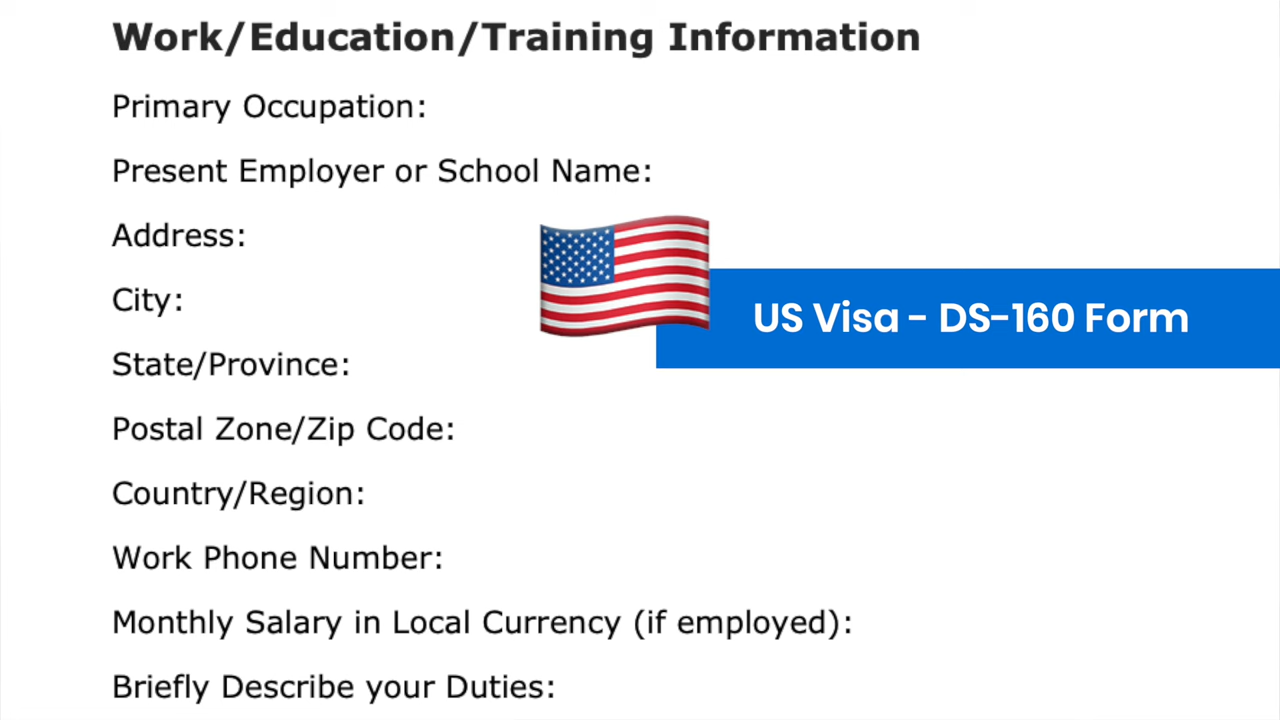 Work/Education/Training Information
Primary Occupation:
Present Employer or School Name:
Address:
City:
US Visa - DS-160 Form
State/Province:
Postal Zone/Zip Code:
Country/Region:
Work Phone Number:
Monthly Salary in Local Currency (if employed):
Briefly Describe your Duties: